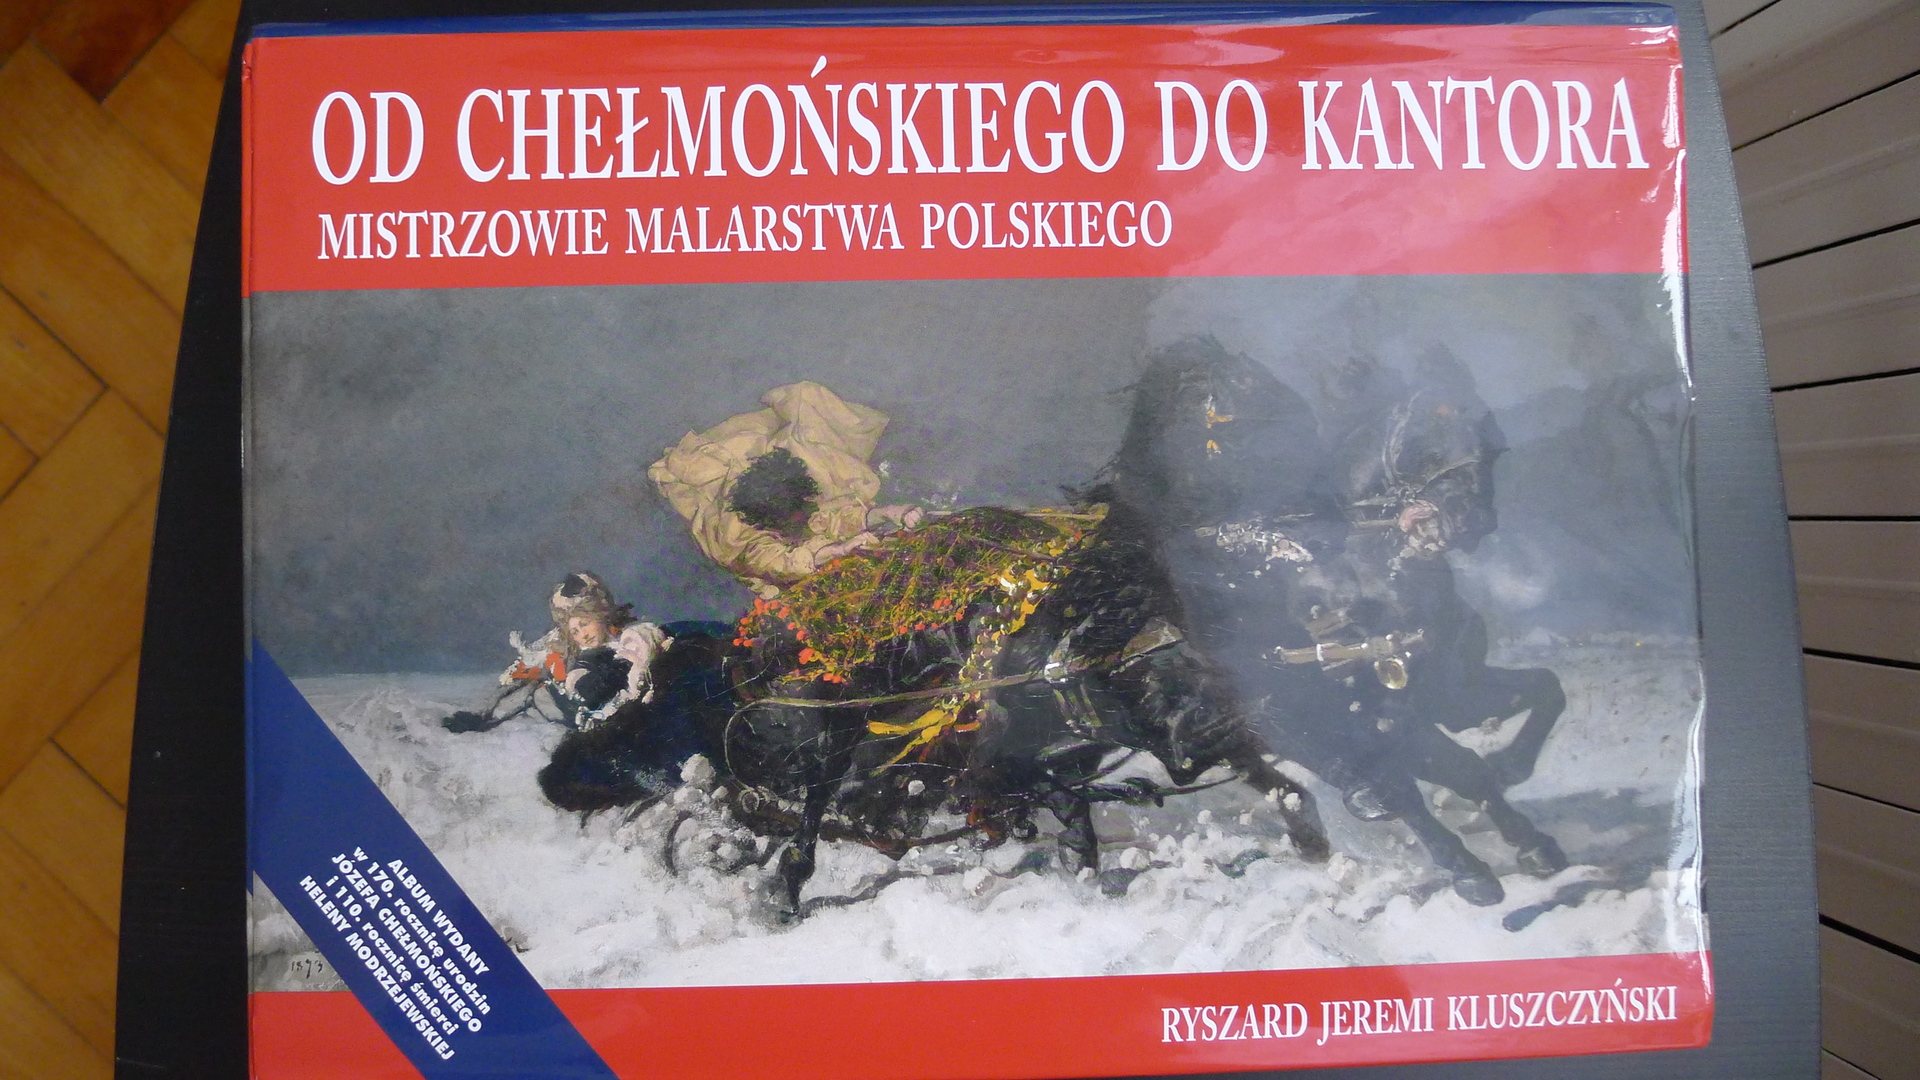 OD CHEŁMOŃSKIEGO DO KANTORA
MISTRZOWIE MALARSTWA POLSKIEGO
ALBUM WYDANY
w 170. rocznicę urodzin
JÓZEFA CHEŁMOŃSKIEGO
i 110. rocznicę śmierci
HELENY MODRZEJEWSKIEJ
1873
RYSZARD JEREMI KLUSZCZYŃSKI